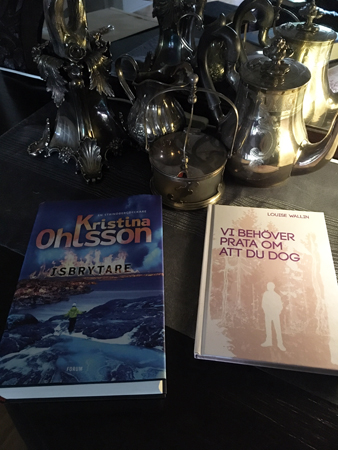 Kristina
Ohlsson
ISBRYTARE
FORUM
LOUISE WALLIN
VI BEHÖVER
PRATA OM
ATT DU DOG